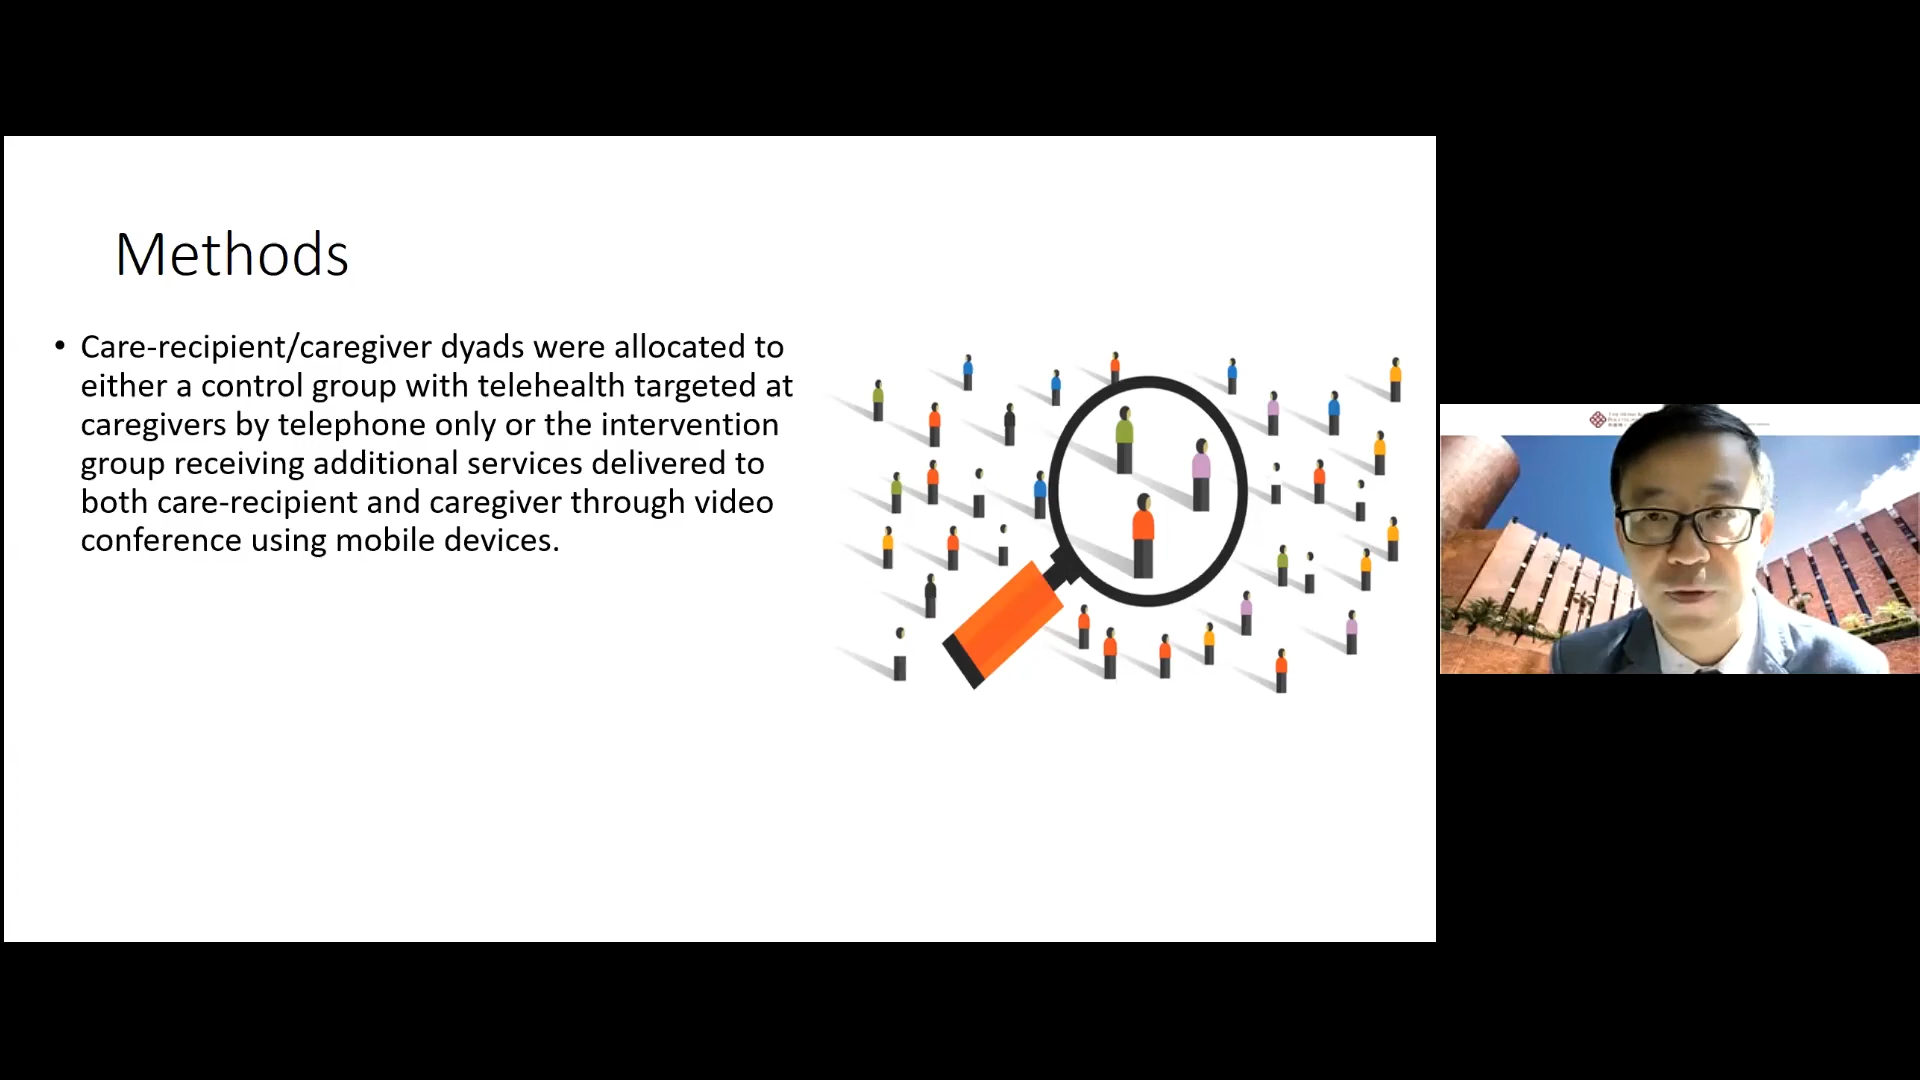 Methods
• Care-recipient/caregiver dyads were allocated to
either a control group with telehealth targeted at
caregivers by telephone only or the intervention
group receiving additional services delivered to
both care-recipient and caregiver through video
conference using mobile devices.